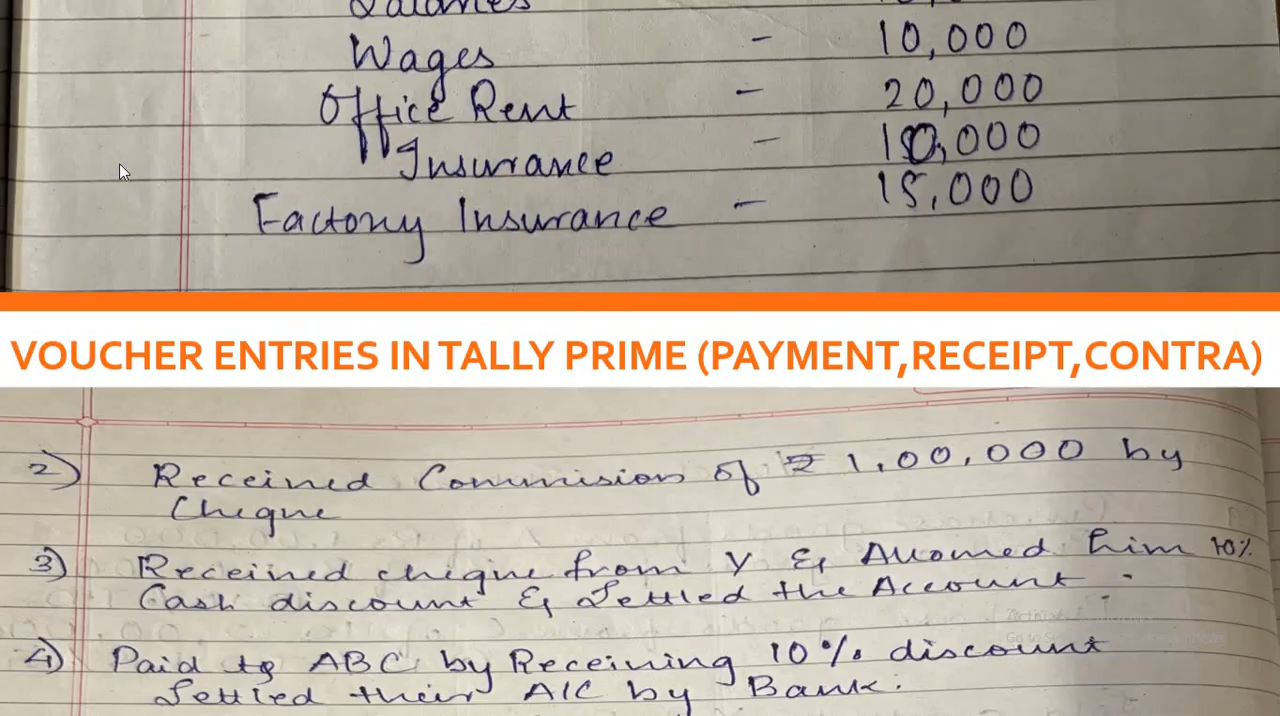 Wages - 10,000
Office Rent - 20,000
Insurance - 10,000
Factory Insurance - 15,000
VOUCHER ENTRIES IN TALLY PRIME (PAYMENT,RECEIPT,CONTRA)
2) Received Commision of ₹ 1,00,000 by
Cheque
3) Received cheque from Y & Allowed him 10%
Cash discount & Settled the Account.
4) Paid to ABC by Receiving 10% discount
Settled their A/C by Bank.